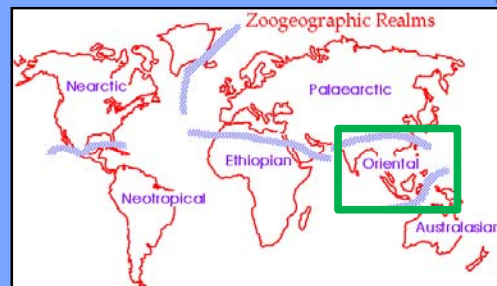 Zoogeographic Realms
Nearctic
Palaearctic
Ethiopian
Oriental
Neotropical
Australasian